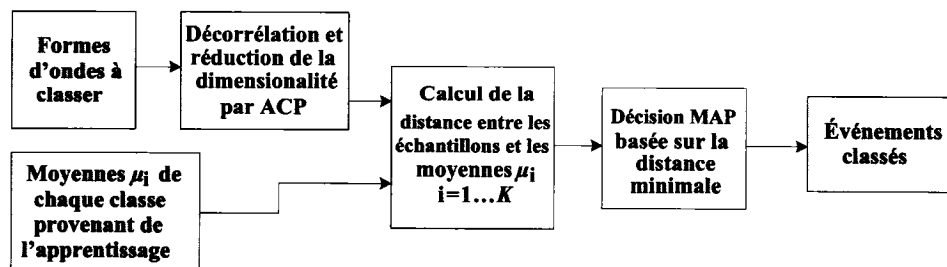 Formes
d'ondes à
classer
Décorrélation et
réduction de la
dimensionalité
par ACP
Moyennes μi de
chaque classe
provenant de
l'apprentissage
Calcul de la
distance entre les
échantillons et les
moyennes μi
i=1…K
Décision MAP
basée sur la
distance
minimale
Événements
classés